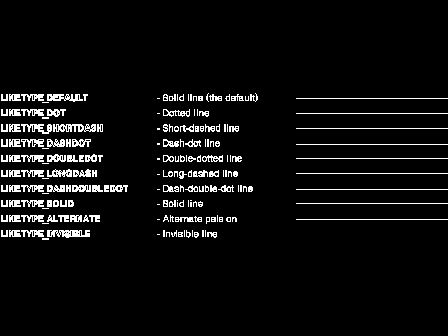 LINETYPE_DEFAULT - Solid line (the default)
LINETYPE_DOT - Dotted line
LINETYPE_SHORTDASH - Short-dashed line
LINETYPE_DASHDOT - Dash-dot line
LINETYPE_DOUBLEDOT - Double-dotted line
LINETYPE_LONGDASH - Long-dashed line
LINETYPE_DASHDOUBLEDOT - Dash-double-dot line
LINETYPE_SOLID - Solid line
LINETYPE_ALTERNATE - Alternate pels on
LINETYPE_INVISIBLE - Invisible line